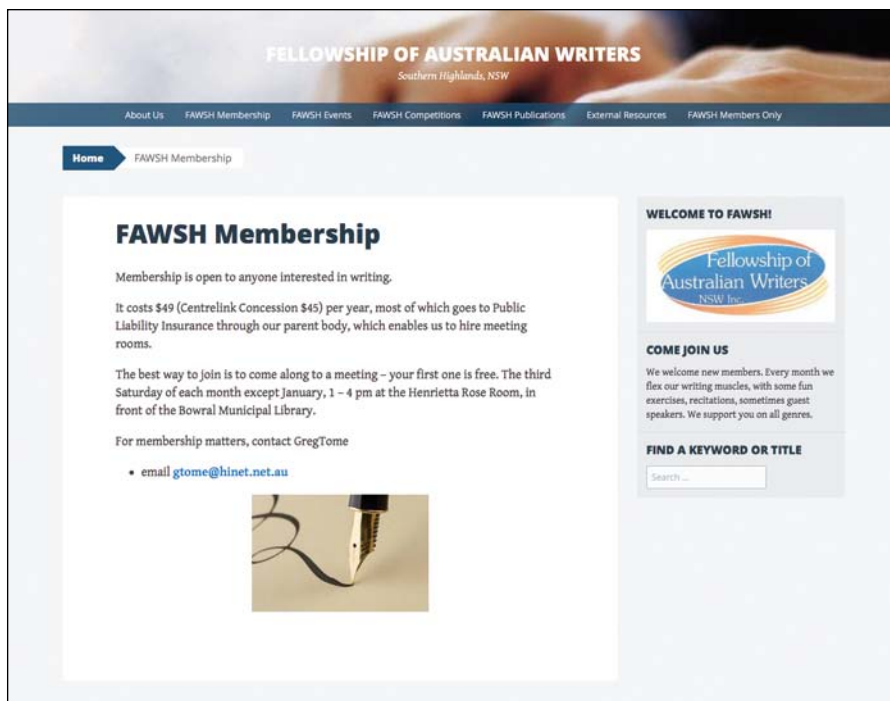 FELLOWSHIP OF AUSTRALIAN WRITERS
Southern Highlands, NSW
About Us FAWSH Membership FAWSH Events FAWSH Competitions FAWSH Publications External Resources FAWSH Members Only
Home FAWSH Membership
FAWSH Membership
Membership is open to anyone interested in writing.
It costs $49 (Centrelink Concession $45) per year, most of which goes to Public
Liability Insurance through our parent body, which enables us to hire meeting
rooms.
The best way to join is to come along to a meeting – your first one is free. The third
Saturday of each month except January, 1 – 4 pm at the Henrietta Rose Room, in
front of the Bowral Municipal Library.
For membership matters, contact GregTome
• email gtome@hinet.net.au
WELCOME TO FAWSH!
Fellowship of
Australian Writers
NSW Inc.
COME JOIN US
We welcome new members. Every month we
flex our writing muscles, with some fun
exercises, recitations, sometimes guest
speakers. We support you on all genres.
FIND A KEYWORD OR TITLE
Search ...